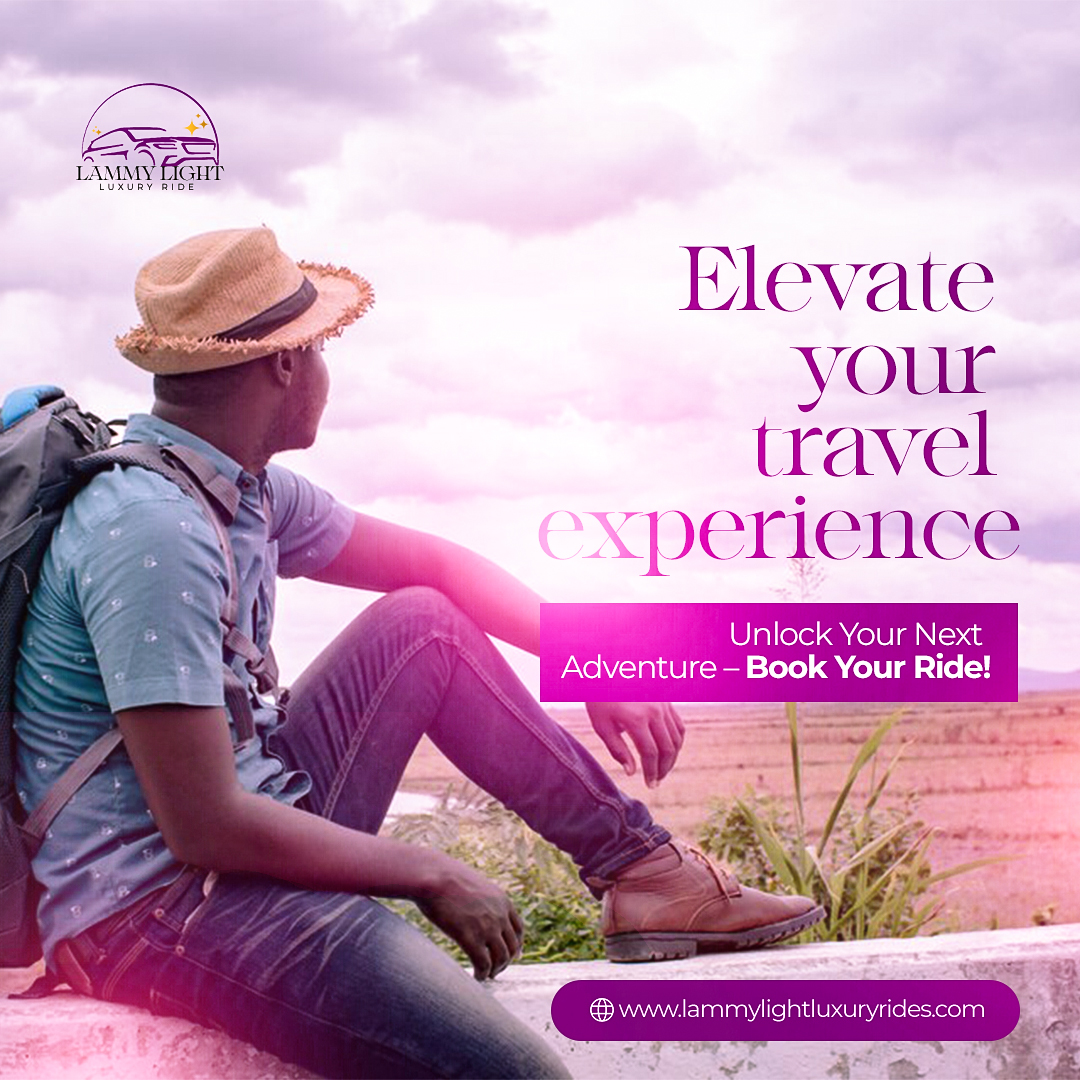 LAMMY LIGHT
LUXURY RIDE
Elevate
your
travel
experience
Unlock Your Next
Adventure – Book Your Ride!
www.lammylightluxuryrides.com